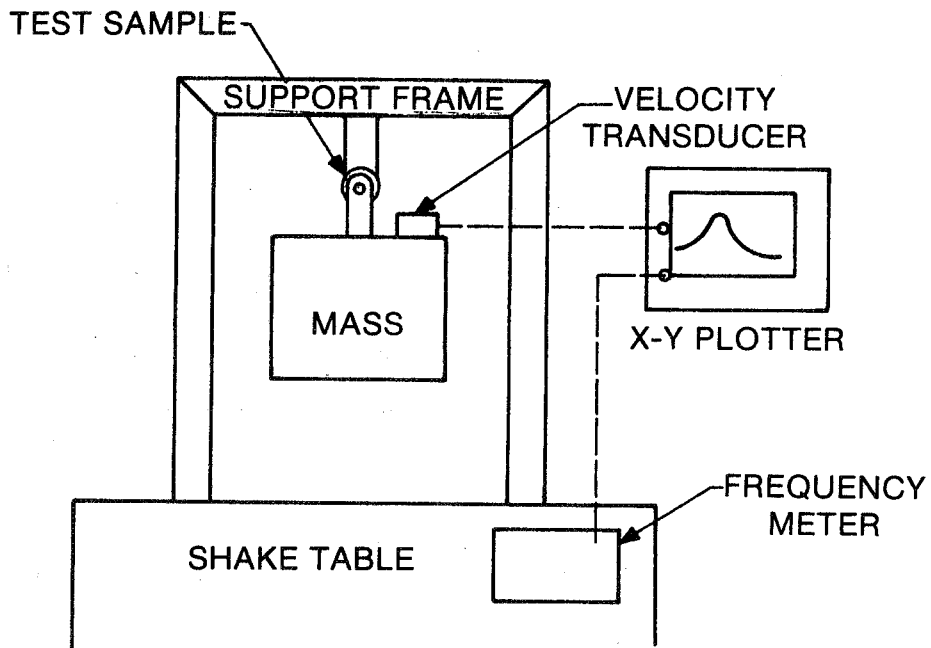 TEST SAMPLE
SUPPORT FRAME
VELOCITY
TRANSDUCER
MASS
X-Y PLOTTER
FREQUENCY
METER
SHAKE TABLE